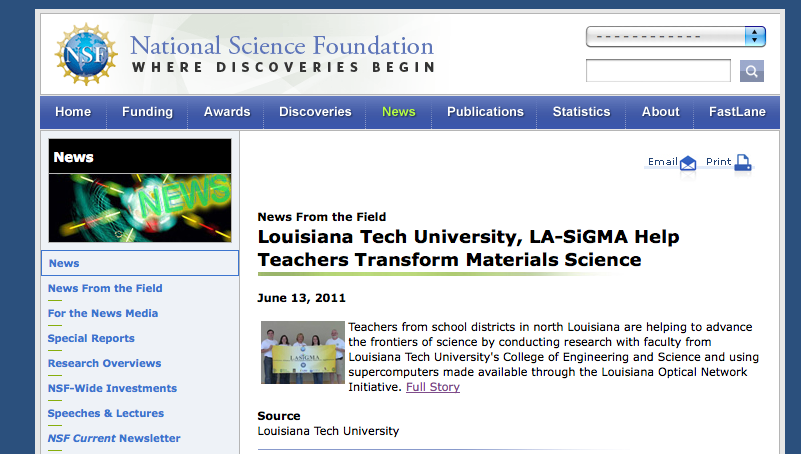 NSF
National Science Foundation
WHERE DISCOVERIES BEGIN
- - - - - - - - - - - -
Home Funding Awards Discoveries News Publications Statistics About FastLane
News
NEWS
Email Print
News From the Field
Louisiana Tech University, LA-SiGMA Help
Teachers Transform Materials Science
June 13, 2011
LASIGMA
Teachers from school districts in north Louisiana are helping to advance
the frontiers of science by conducting research with faculty from
Louisiana Tech University's College of Engineering and Science and using
supercomputers made available through the Louisiana Optical Network
Initiative. Full Story
Source
Louisiana Tech University
News
News From the Field
For the News Media
Special Reports
Research Overviews
NSF-Wide Investments
Speeches & Lectures
NSF Current Newsletter